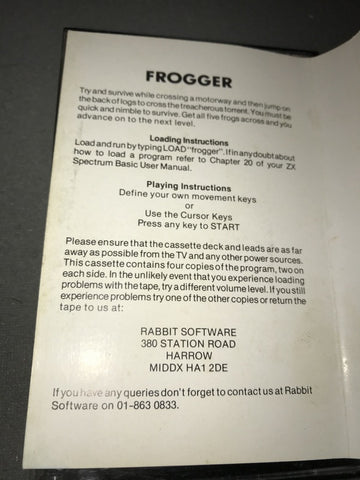 FROGGER
Try and survive while crossing a motorway and then jump on
the back of logs to cross the treacherous torrent. You must be
quick and nimble to survive. Get all five frogs across and you
advance on to the next level.
Loading Instructions
Load and run by typing LOAD "frogger". If in any doubt about
how to load a program refer to Chapter 20 of your ZX
Spectrum Basic User Manual.
Playing Instructions
Define your own movement keys
or
Use the Cursor Keys
Press any key to START
Please ensure that the cassette deck and leads are as far
away as possible from the TV and any other power sources.
This cassette contains four copies of the program, two on
each side. In the unlikely event that you experience loading
problems with the tape, try a different volume level. If you still
experience problems try one of the other copies or return the
tape to us at:
RABBIT SOFTWARE
380 STATION ROAD
HARROW
MIDDX HA1 2DE
If you have any queries don't forget to contact us at Rabbit
Software on 01-863 0833.